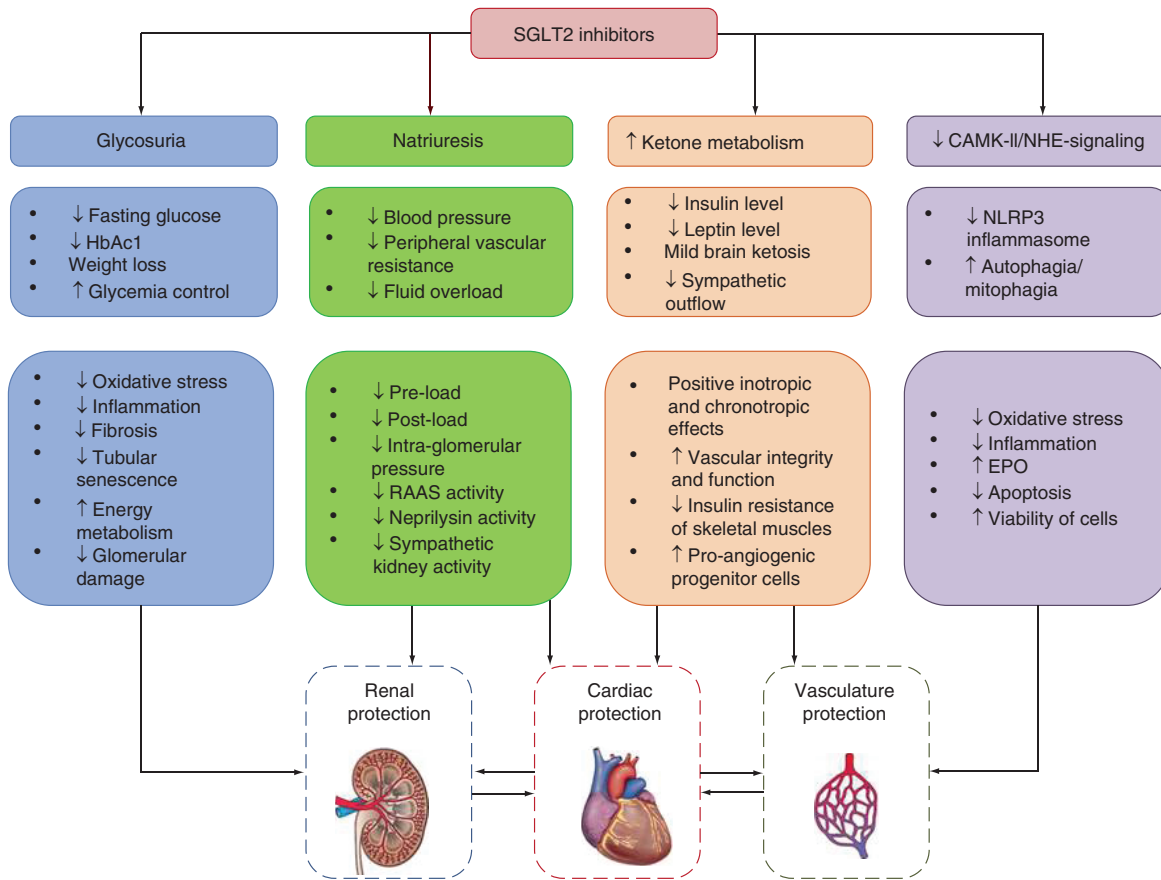 SGLT2 inhibitors
Glycosuria
Natriuresis
↑ Ketone metabolism
↓ CAMK-II/NHE-signaling
• ↓ Fasting glucose
• ↓ HbAc1
• Weight loss
• ↑ Glycemia control
• ↓ Blood pressure
• ↓ Peripheral vascular
resistance
• ↓ Fluid overload
• ↓ Insulin level
• ↓ Leptin level
• Mild brain ketosis
• ↓ Sympathetic
outflow
• ↓ NLRP3
inflammasome
• ↑ Autophagia/
mitophagia
• ↓ Oxidative stress
• ↓ Inflammation
• ↓ Fibrosis
• ↓ Tubular
senescence
• ↑ Energy
metabolism
• ↓ Glomerular
damage
• ↓ Pre-load
• ↓ Post-load
• ↓ Intra-glomerular
pressure
• ↓ RAAS activity
• ↓ Neprilysin activity
• ↓ Sympathetic
kidney activity
• Positive inotropic
and chronotropic
effects
• ↑ Vascular integrity
and function
• ↓ Insulin resistance
of skeletal muscles
• ↑ Pro-angiogenic
progenitor cells
• ↓ Oxidative stress
• ↓ Inflammation
• ↑ EPO
• ↓ Apoptosis
• ↑ Viability of cells
Renal
protection
Cardiac
protection
Vasculature
protection